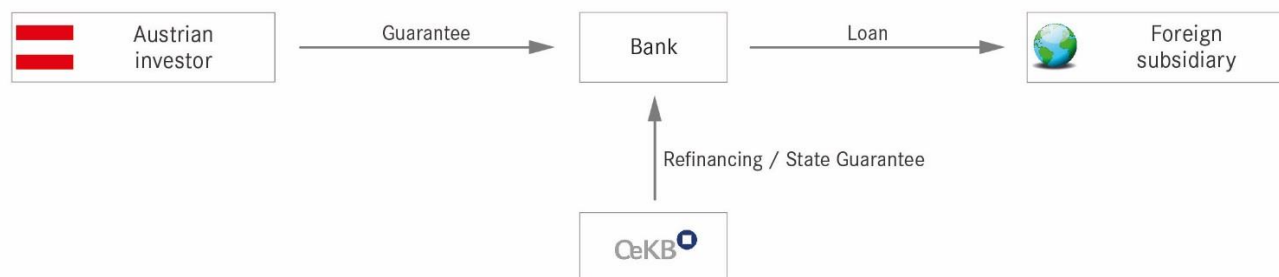 Austrian
investor
Guarantee
Bank
Loan
Foreign
subsidiary
Refinancing / State Guarantee
OeKB